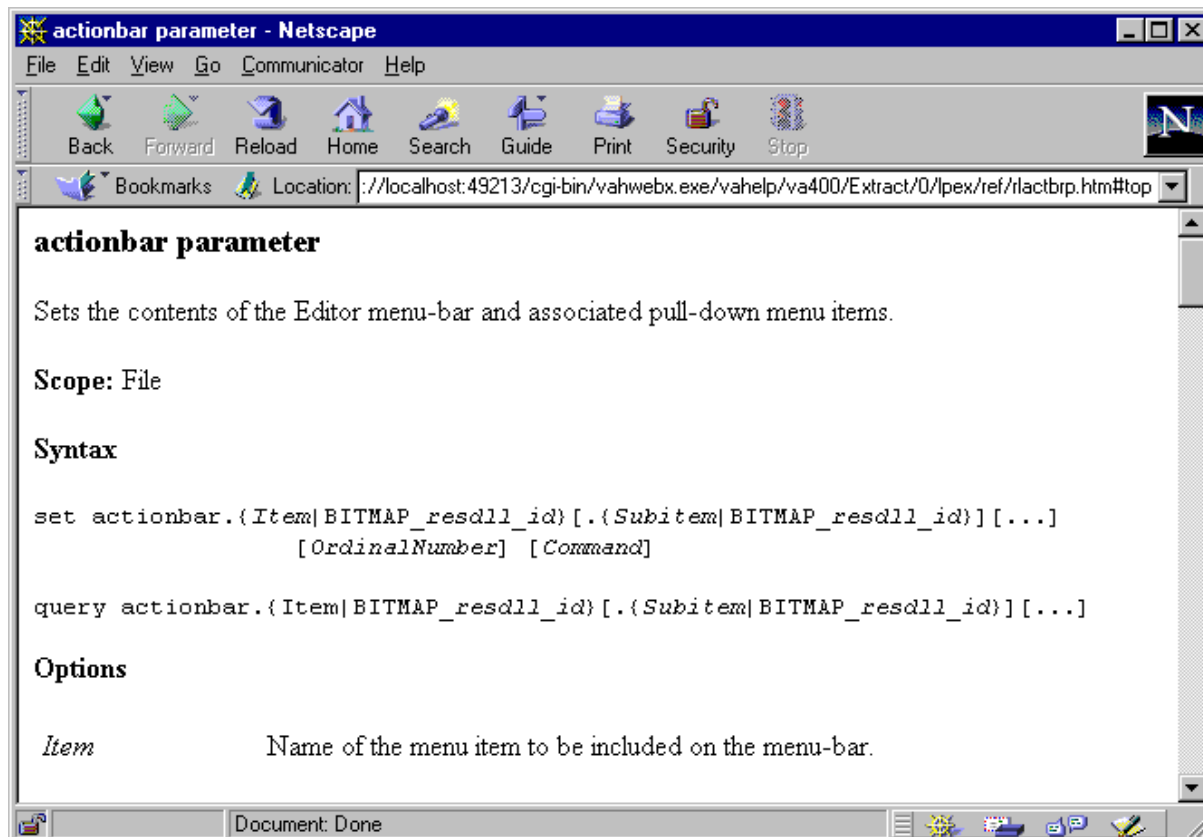 actionbar parameter - Netscape
File Edit View Go Communicator Help
Back Forward Reload Home Search Guide Print Security Stop
N
Bookmarks Location: ://localhost:49213/cgi-bin/vahwebx.exe/vahelp/va400/Extract/0/lpex/ref/rlactbrp.htm#top
actionbar parameter
Sets the contents of the Editor menu-bar and associated pull-down menu items.
Scope: File
Syntax
set actionbar.{Item|BITMAP_resdll_id}[.{Subitem|BITMAP_resdll_id}][...]
[OrdinalNumber] [Command]
query actionbar.{Item|BITMAP_resdll_id}[.{Subitem|BITMAP_resdll_id}][...]
Options
Item Name of the menu item to be included on the menu-bar.
Document: Done